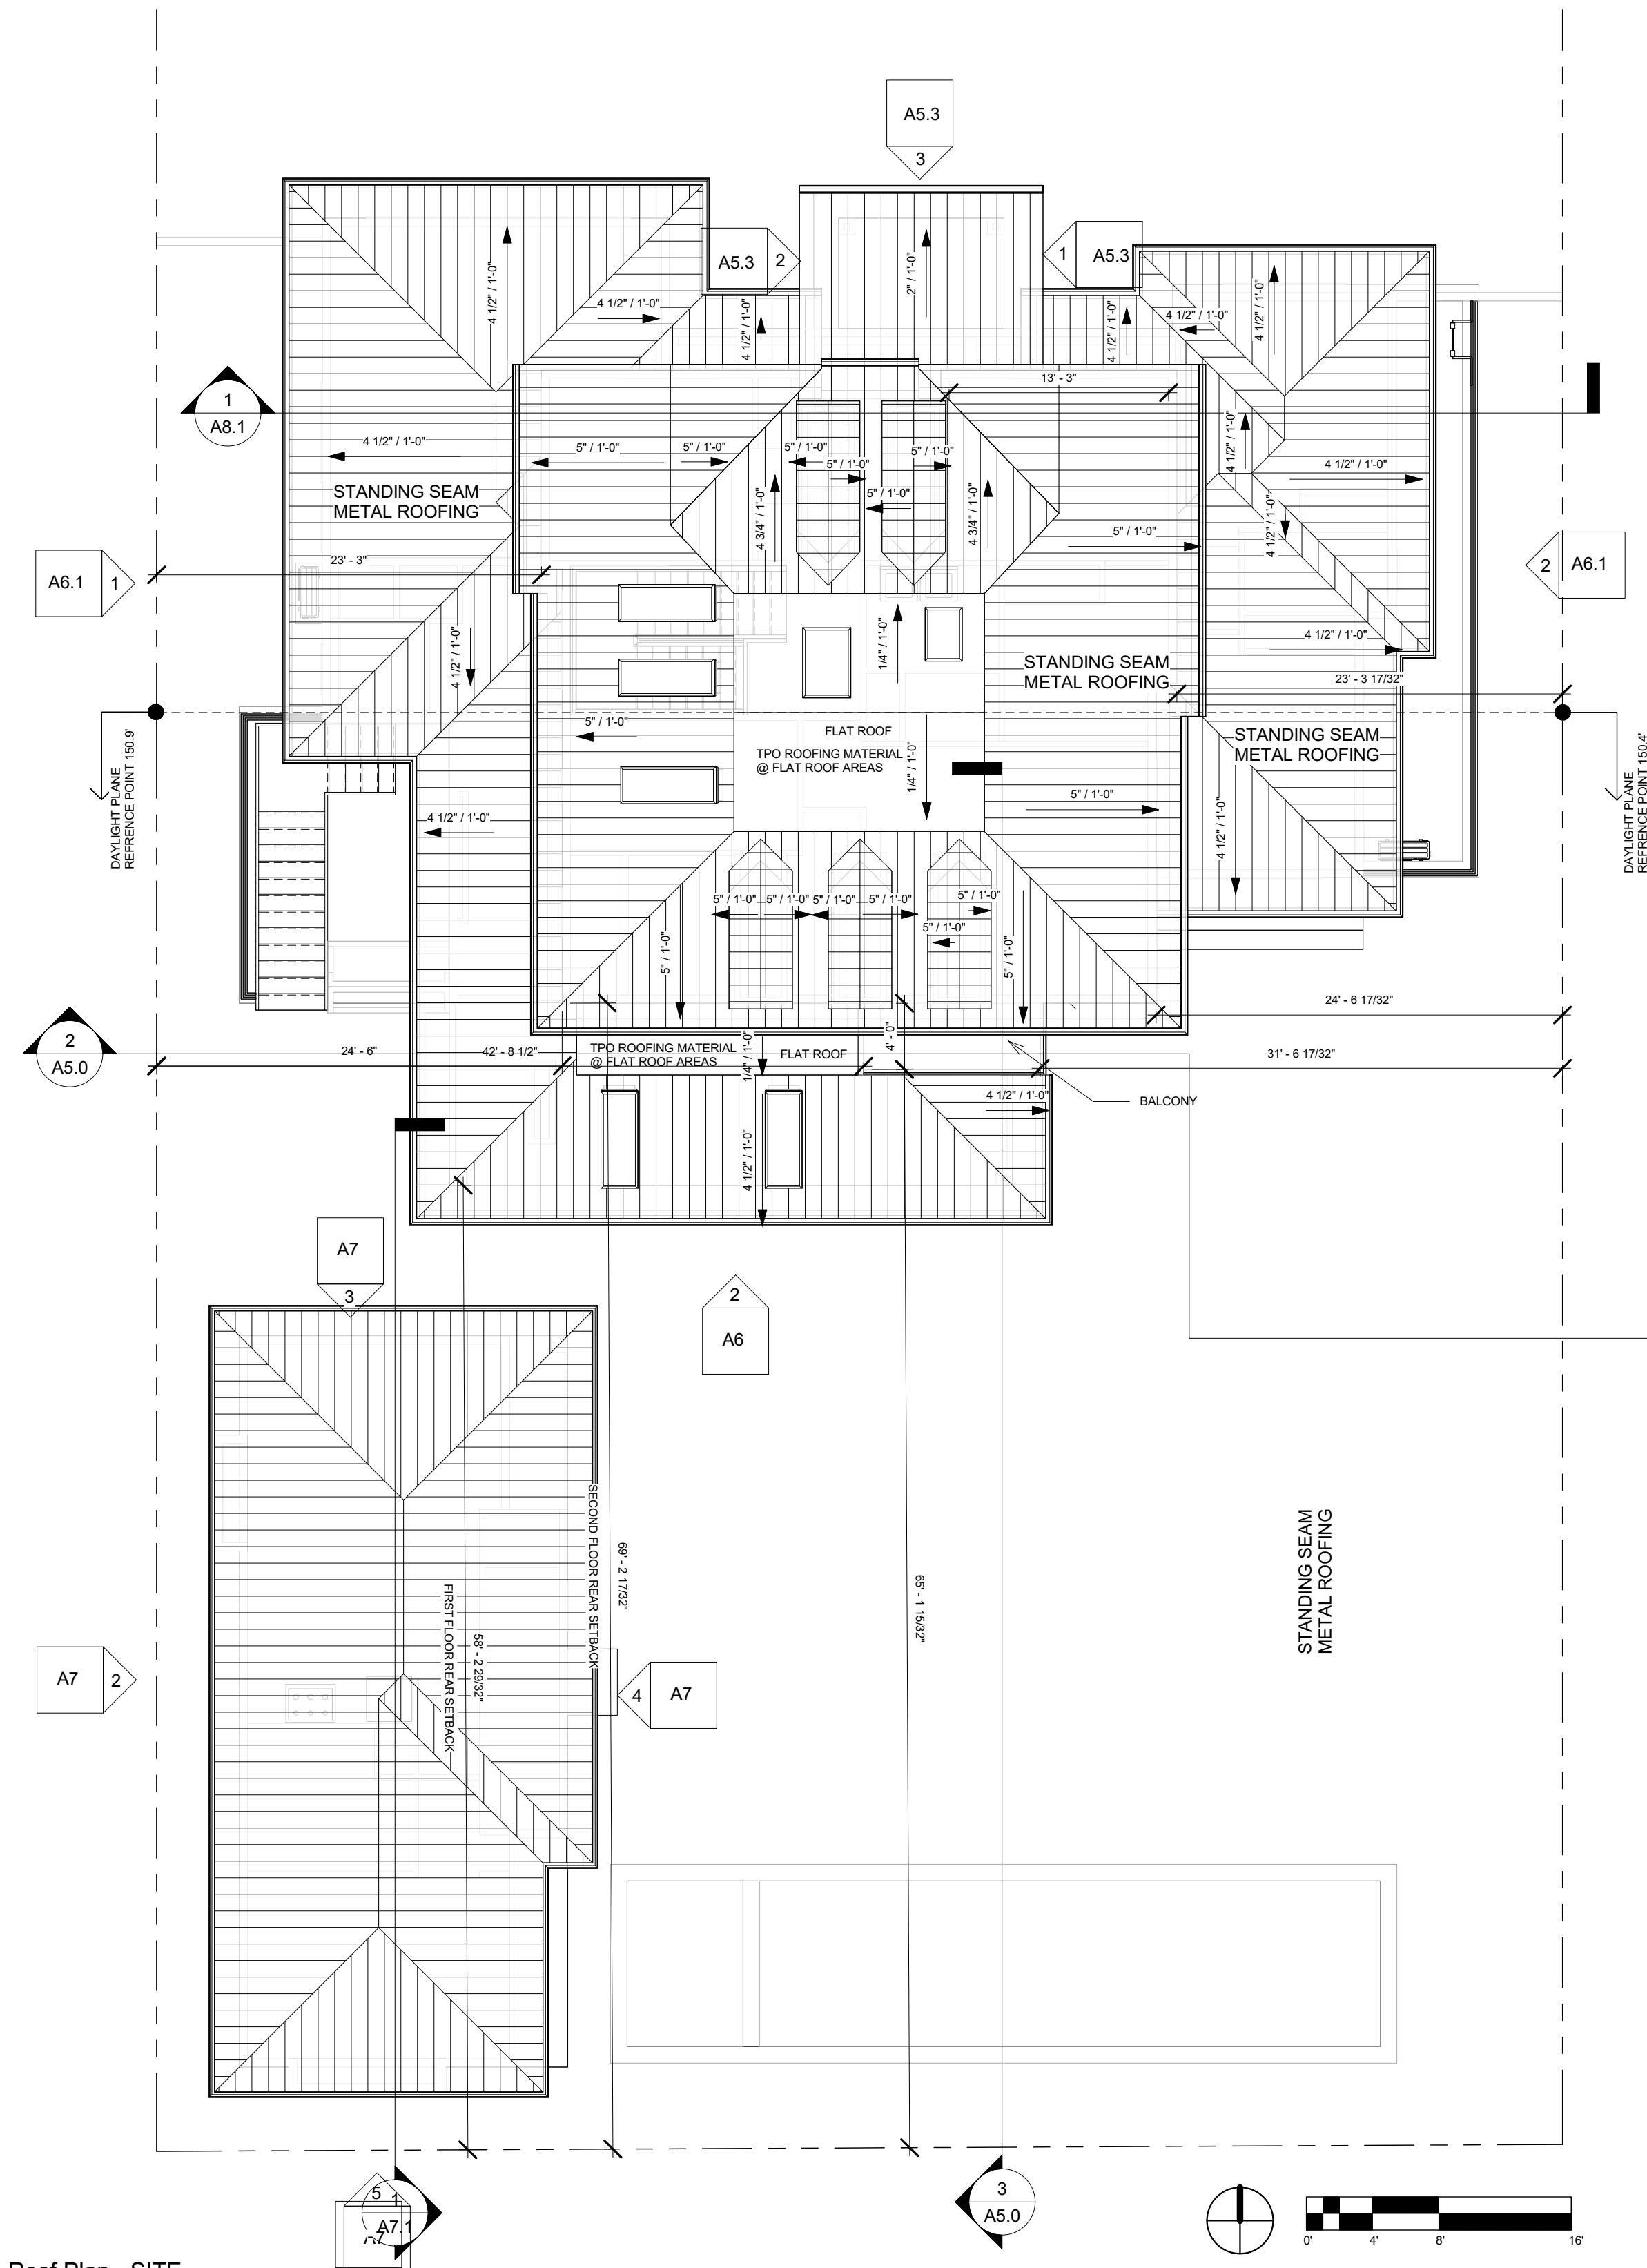 A5.3
3
A5.3
2
1
A5.3
2" / 1'-0"
4 1/2" / 1'-0"
4 1/2" / 1'-0"
4 1/2" / 1'-0"
4 1/2" / 1'-0"
4 1/2" / 1'-0"
4 1/2" / 1'-0"
13' - 3"
1
A8.1
4 1/2" / 1'-0"
5" / 1'-0"
5" / 1'-0"
5" / 1'-0"
5" / 1'-0"
5" / 1'-0"
5" / 1'-0"
4 1/2" / 1'-0"
4 1/2" / 1'-0"
STANDING SEAM
METAL ROOFING
4 3/4" / 1'-0"
4 3/4" / 1'-0"
5" / 1'-0"
4 1/2" / 1'-0"
A6.1
1
23' - 3"
2
A6.1
4 1/2" / 1'-0"
1/4" / 1'-0"
4 1/2" / 1'-0"
STANDING SEAM
METAL ROOFING
23' - 3 17/32"
5" / 1'-0"
FLAT ROOF
TPO ROOFING MATERIAL
@ FLAT ROOF AREAS
1/4" / 1'-0"
STANDING SEAM
METAL ROOFING
DAYLIGHT PLANE
REFRENCE POINT 150.9'
DAYLIGHT PLANE
REFRENCE POINT 150.4'
4 1/2" / 1'-0"
5" / 1'-0"
4 1/2" / 1'-0"
5" / 1'-0"
5" / 1'-0"
5" / 1'-0"
5" / 1'-0"
5" / 1'-0"
5" / 1'-0"
5" / 1'-0"
5" / 1'-0"
24' - 6 17/32"
2
A5.0
24' - 6"
42' - 8 1/2"
TPO ROOFING MATERIAL
@ FLAT ROOF AREAS
1/4" / 1'-0"
FLAT ROOF
4' - 0"
31' - 6 17/32"
4 1/2" / 1'-0"
BALCONY
4 1/2" / 1'-0"
A7
3
2
A6
SECOND FLOOR REAR SETBACK
69' - 2 17/32"
FIRST FLOOR REAR SETBACK
58' - 2 29/32"
65' - 1 15/32"
STANDING SEAM
METAL ROOFING
A7
2
4
A7
5
1
A7.1
A7
3
A5.0
0'
4'
8'
16'
Roof Plan - SITE